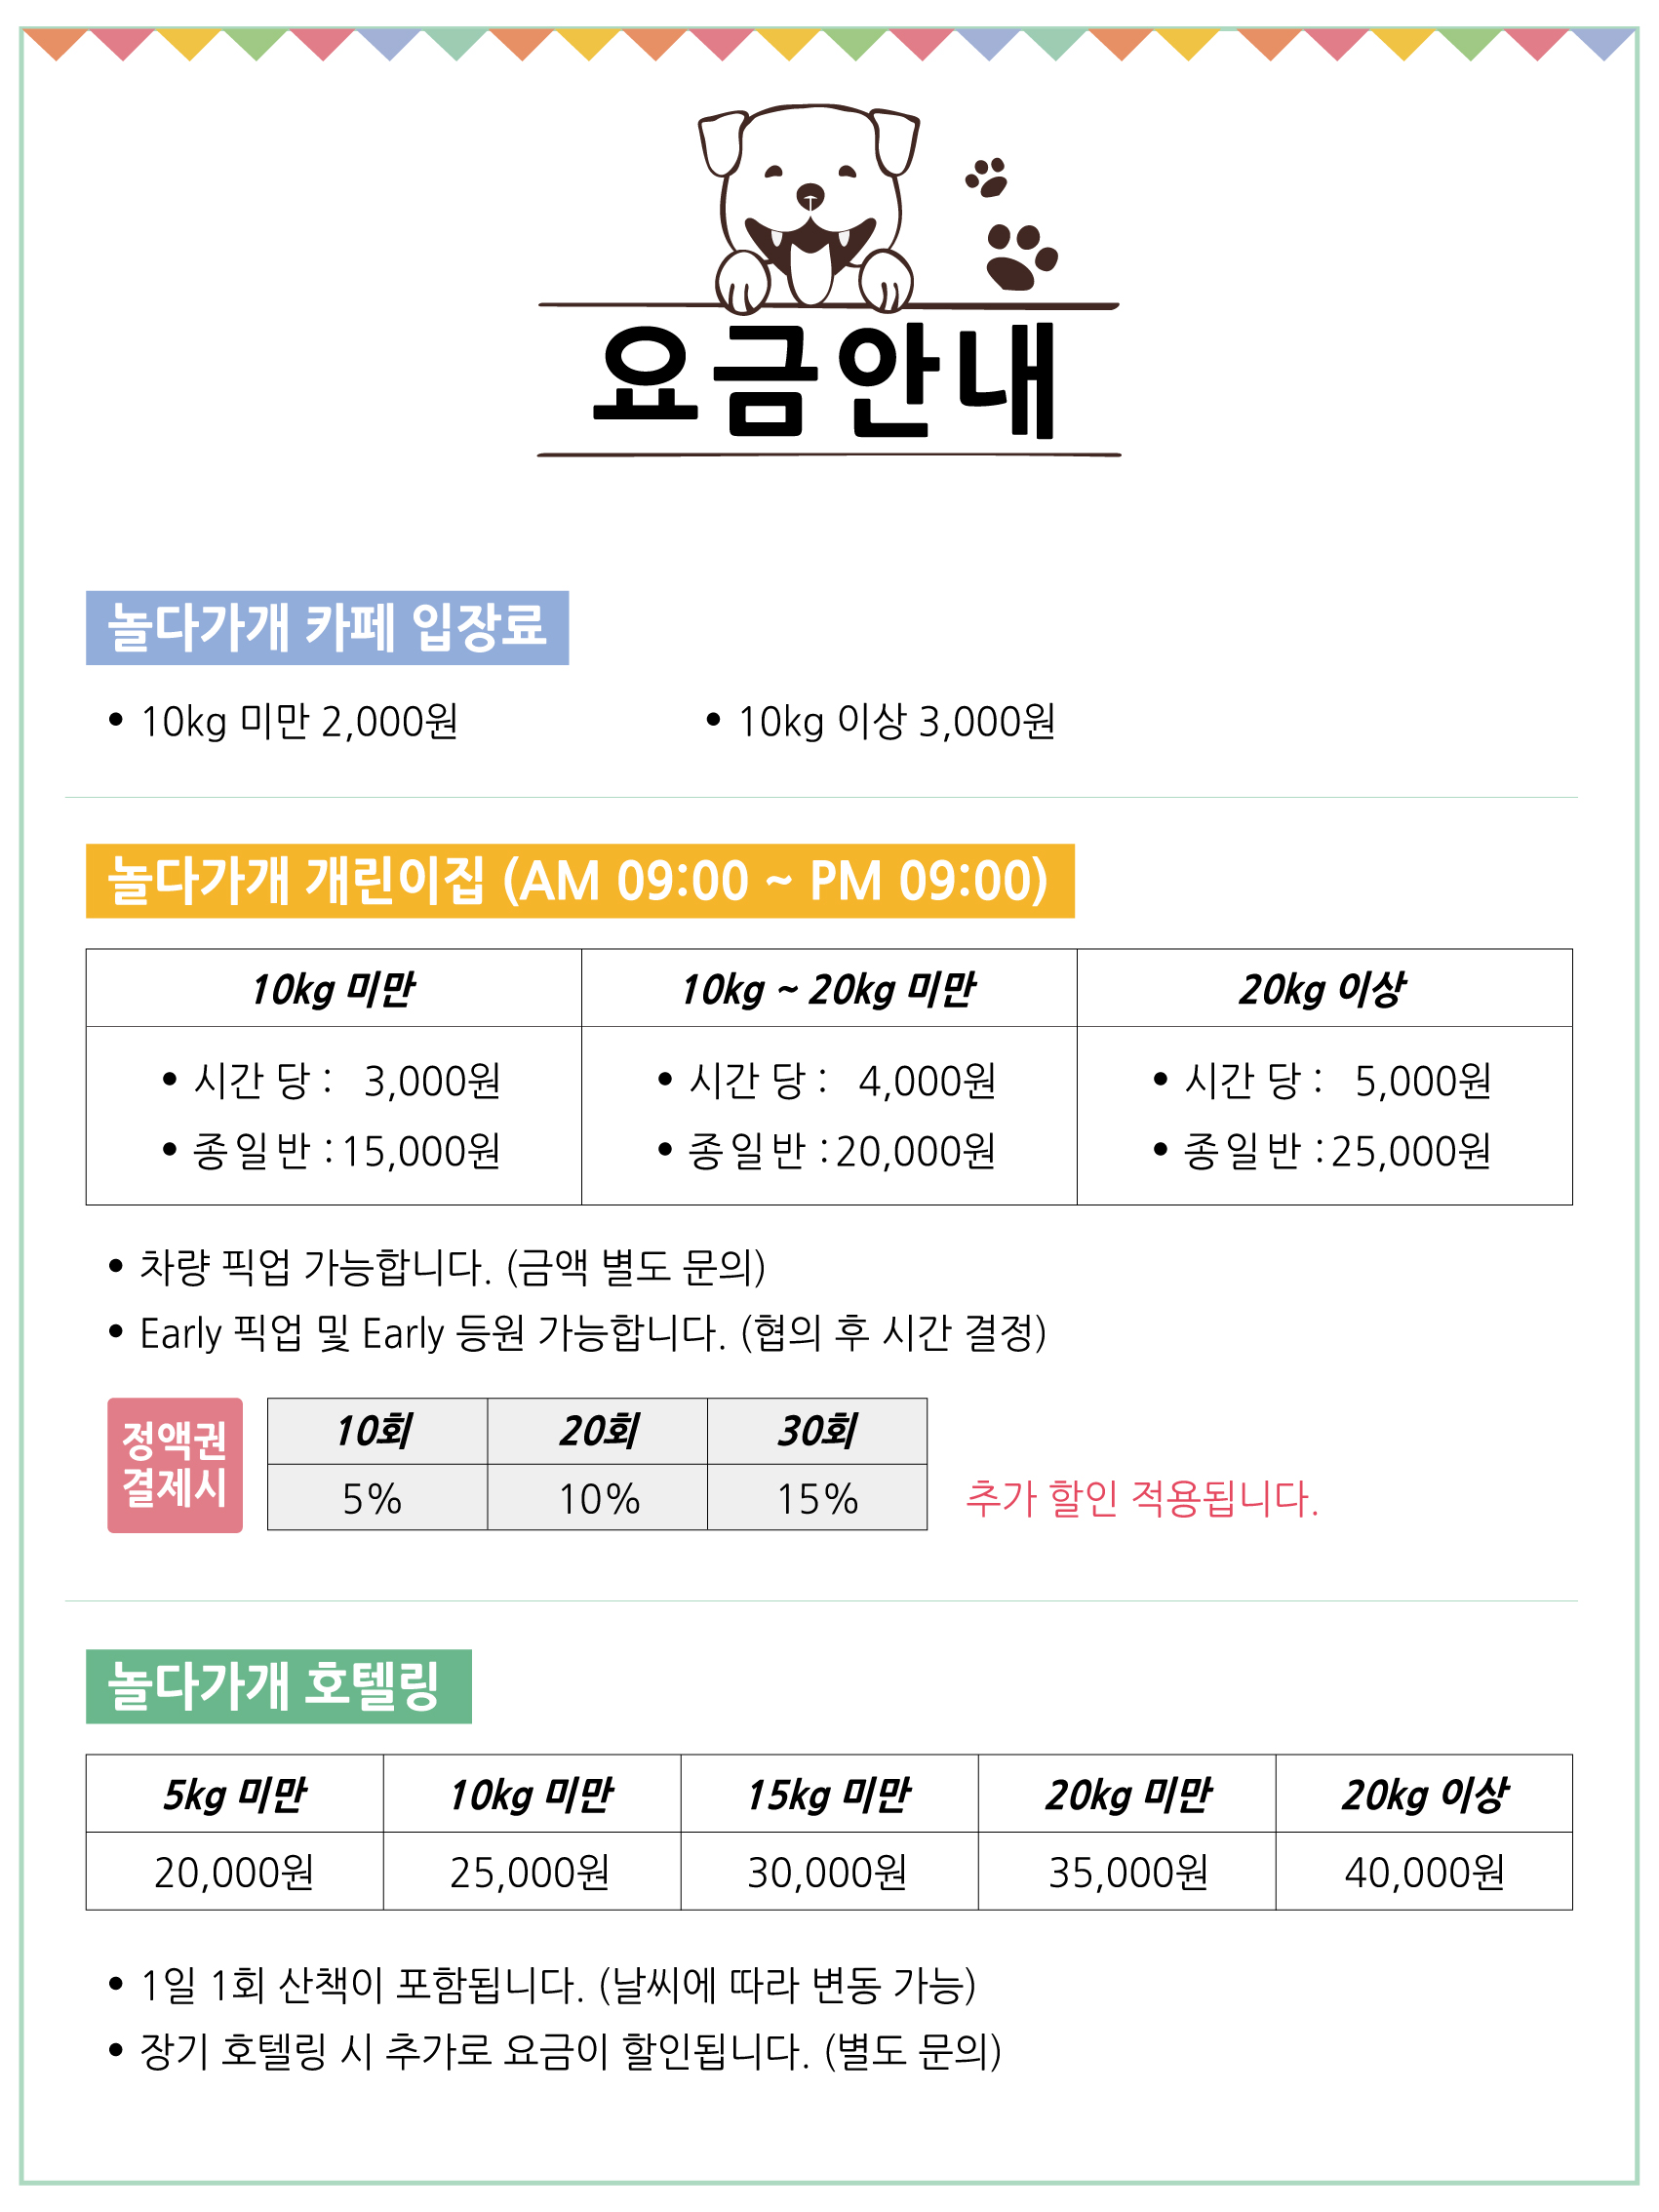 요금안내
놀다가개 카페 입장료
• 10kg 미만 2,000원 • 10kg 이상 3,000원
놀다가개 개린이집 (AM 09:00 ~ PM 09:00)
10kg 미만 10kg ~ 20kg 미만 20kg 이상
• 시간 당 : 3,000원 • 시간 당 : 4,000원 • 시간 당 : 5,000원
• 종일반 : 15,000원 • 종일반 : 20,000원 • 종일반 : 25,000원
• 차량 픽업 가능합니다. (금액 별도 문의)
• Early 픽업 및 Early 등원 가능합니다. (협의 후 시간 결정)
정액권
결제시
10회 20회 30회
5% 10% 15% 추가 할인 적용됩니다.
놀다가개 호텔링
5kg 미만 10kg 미만 15kg 미만 20kg 미만 20kg 이상
20,000원 25,000원 30,000원 35,000원 40,000원
• 1일 1회 산책이 포함됩니다. (날씨에 따라 변동 가능)
• 장기 호텔링 시 추가로 요금이 할인됩니다. (별도 문의)